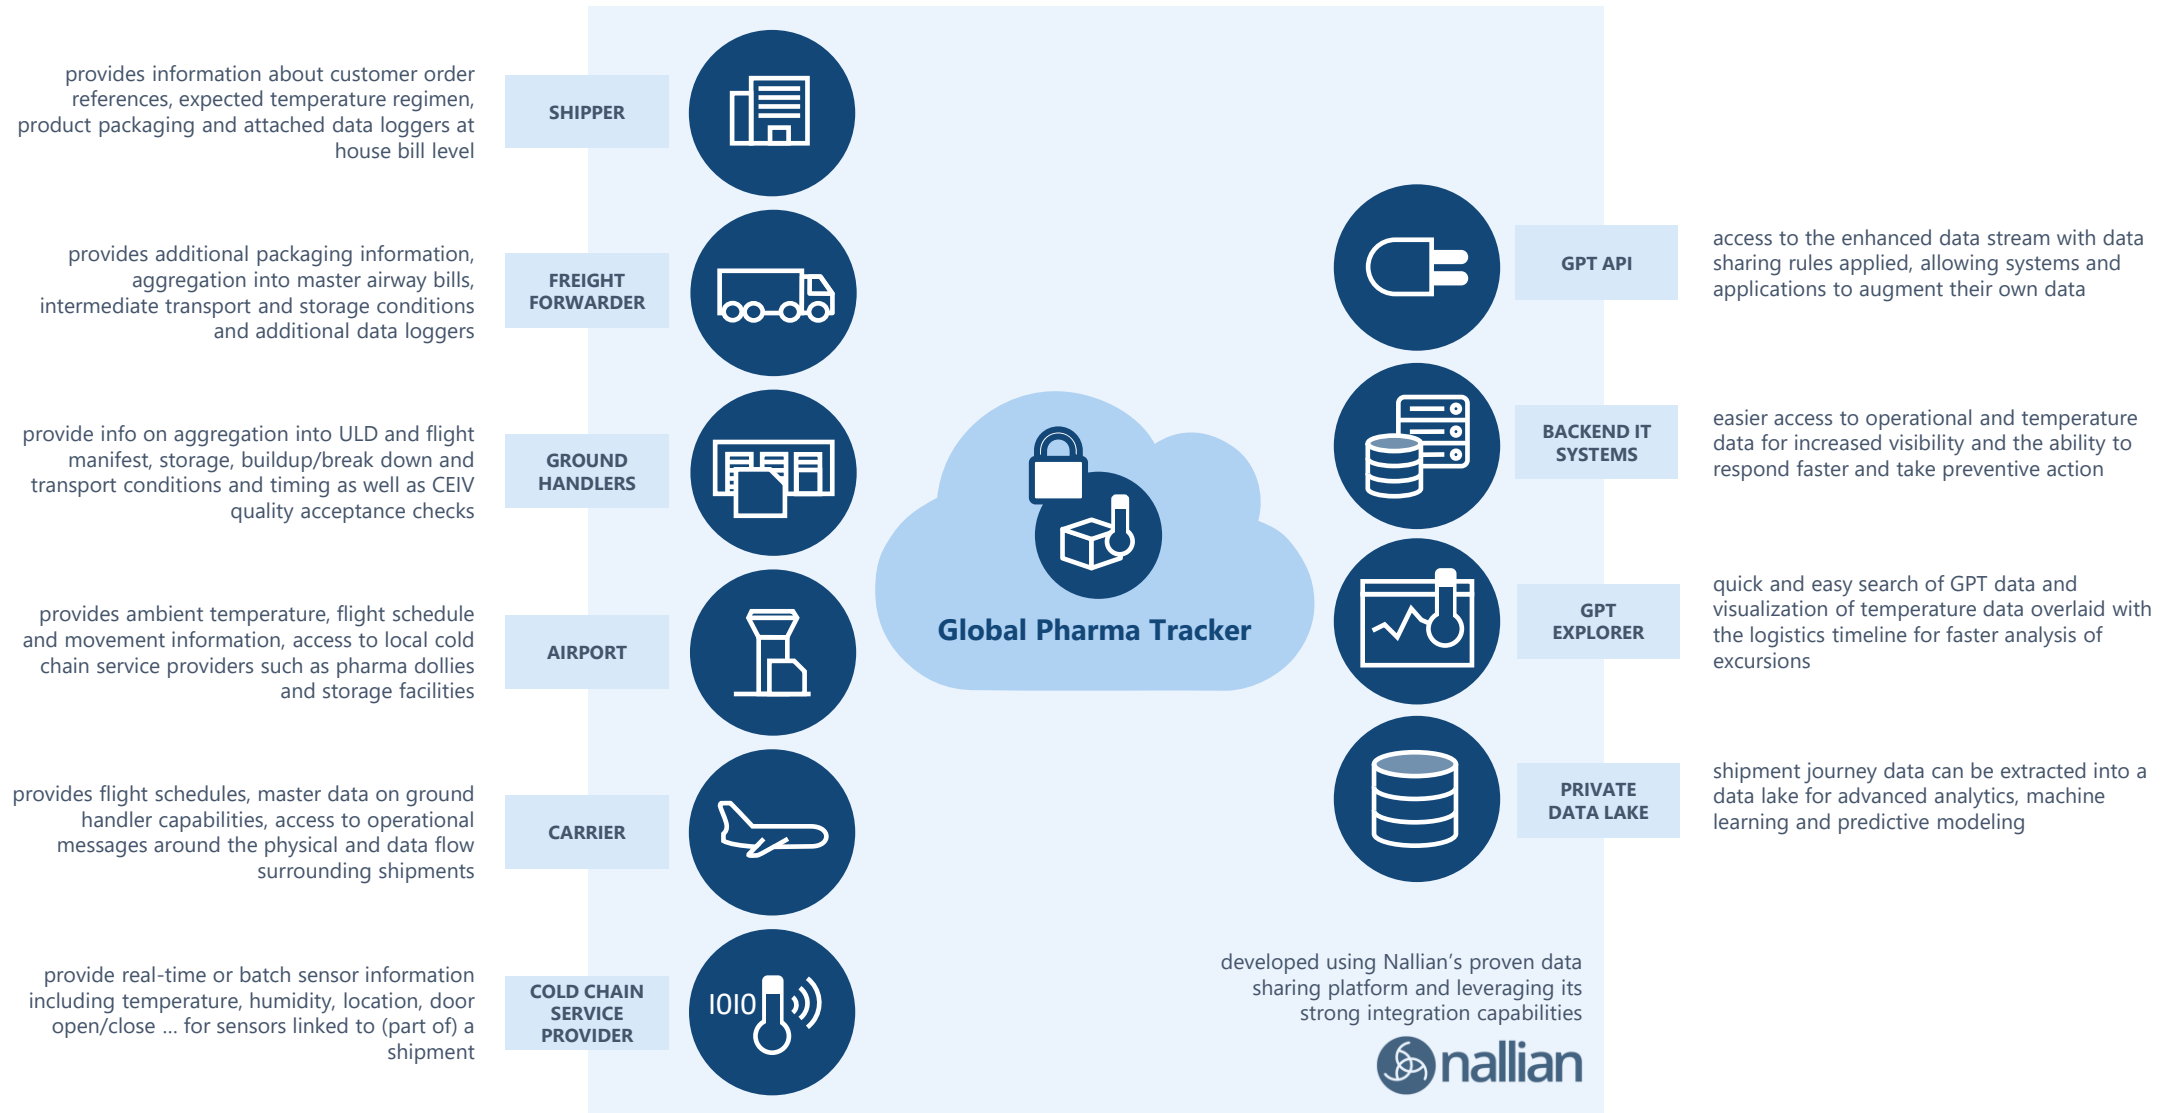 provides information about customer order
references, expected temperature regimen,
product packaging and attached data loggers at
house bill level
SHIPPER
provides additional packaging information,
aggregation into master airway bills,
intermediate transport and storage conditions
and additional data loggers
FREIGHT
FORWARDER
provide info on aggregation into ULD and flight
manifest, storage, buildup/break down and
transport conditions and timing as well as CEIV
quality acceptance checks
GROUND
HANDLERS
provides ambient temperature, flight schedule
and movement information, access to local cold
chain service providers such as pharma dollies
and storage facilities
AIRPORT
provides flight schedules, master data on ground
handler capabilities, access to operational
messages around the physical and data flow
surrounding shipments
CARRIER
provide real-time or batch sensor information
including temperature, humidity, location, door
open/close ... for sensors linked to (part of) a
shipment
COLD CHAIN
SERVICE
PROVIDER
IOIO
Global Pharma Tracker
GPT API
access to the enhanced data stream with data
sharing rules applied, allowing systems and
applications to augment their own data
BACKEND IT
SYSTEMS
easier access to operational and temperature
data for increased visibility and the ability to
respond faster and take preventive action
GPT
EXPLORER
quick and easy search of GPT data and
visualization of temperature data overlaid with
the logistics timeline for faster analysis of
excursions
PRIVATE
DATA LAKE
shipment journey data can be extracted into a
data lake for advanced analytics, machine
learning and predictive modeling
developed using Nallian’s proven data
sharing platform and leveraging its
strong integration capabilities
nallian